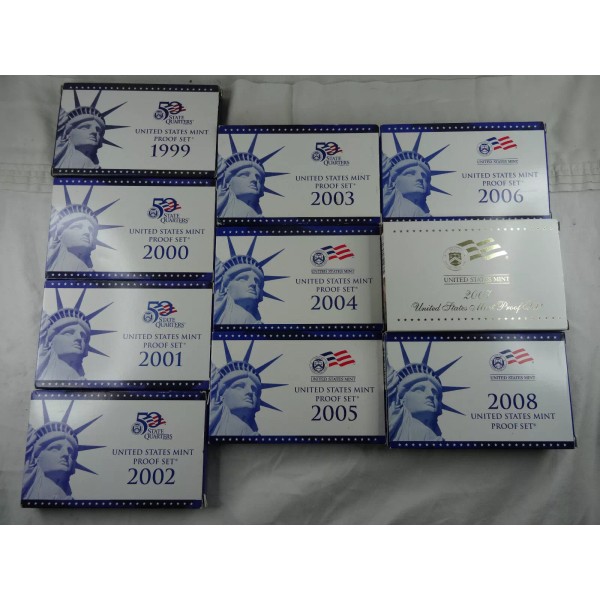 50
STATE
QUARTERS
UNITED STATES MINT
PROOF SET®
1999
50
STATE
QUARTERS
UNITED STATES MINT
PROOF SET®
2000
50
STATE
QUARTERS
UNITED STATES MINT
PROOF SET®
2001
50
STATE
QUARTERS
UNITED STATES MINT
PROOF SET®
2002
50
STATE
QUARTERS
UNITED STATES MINT
PROOF SET®
2003
UNITED STATES MINT
UNITED STATES MINT
PROOF SET®
2004
UNITED STATES MINT
UNITED STATES MINT
PROOF SET®
2005
UNITED STATES MINT
UNITED STATES MINT
PROOF SET®
2006
UNITED STATES MINT
United States Mint Proof
UNITED STATES MINT
2008
UNITED STATES MINT
PROOF SET®